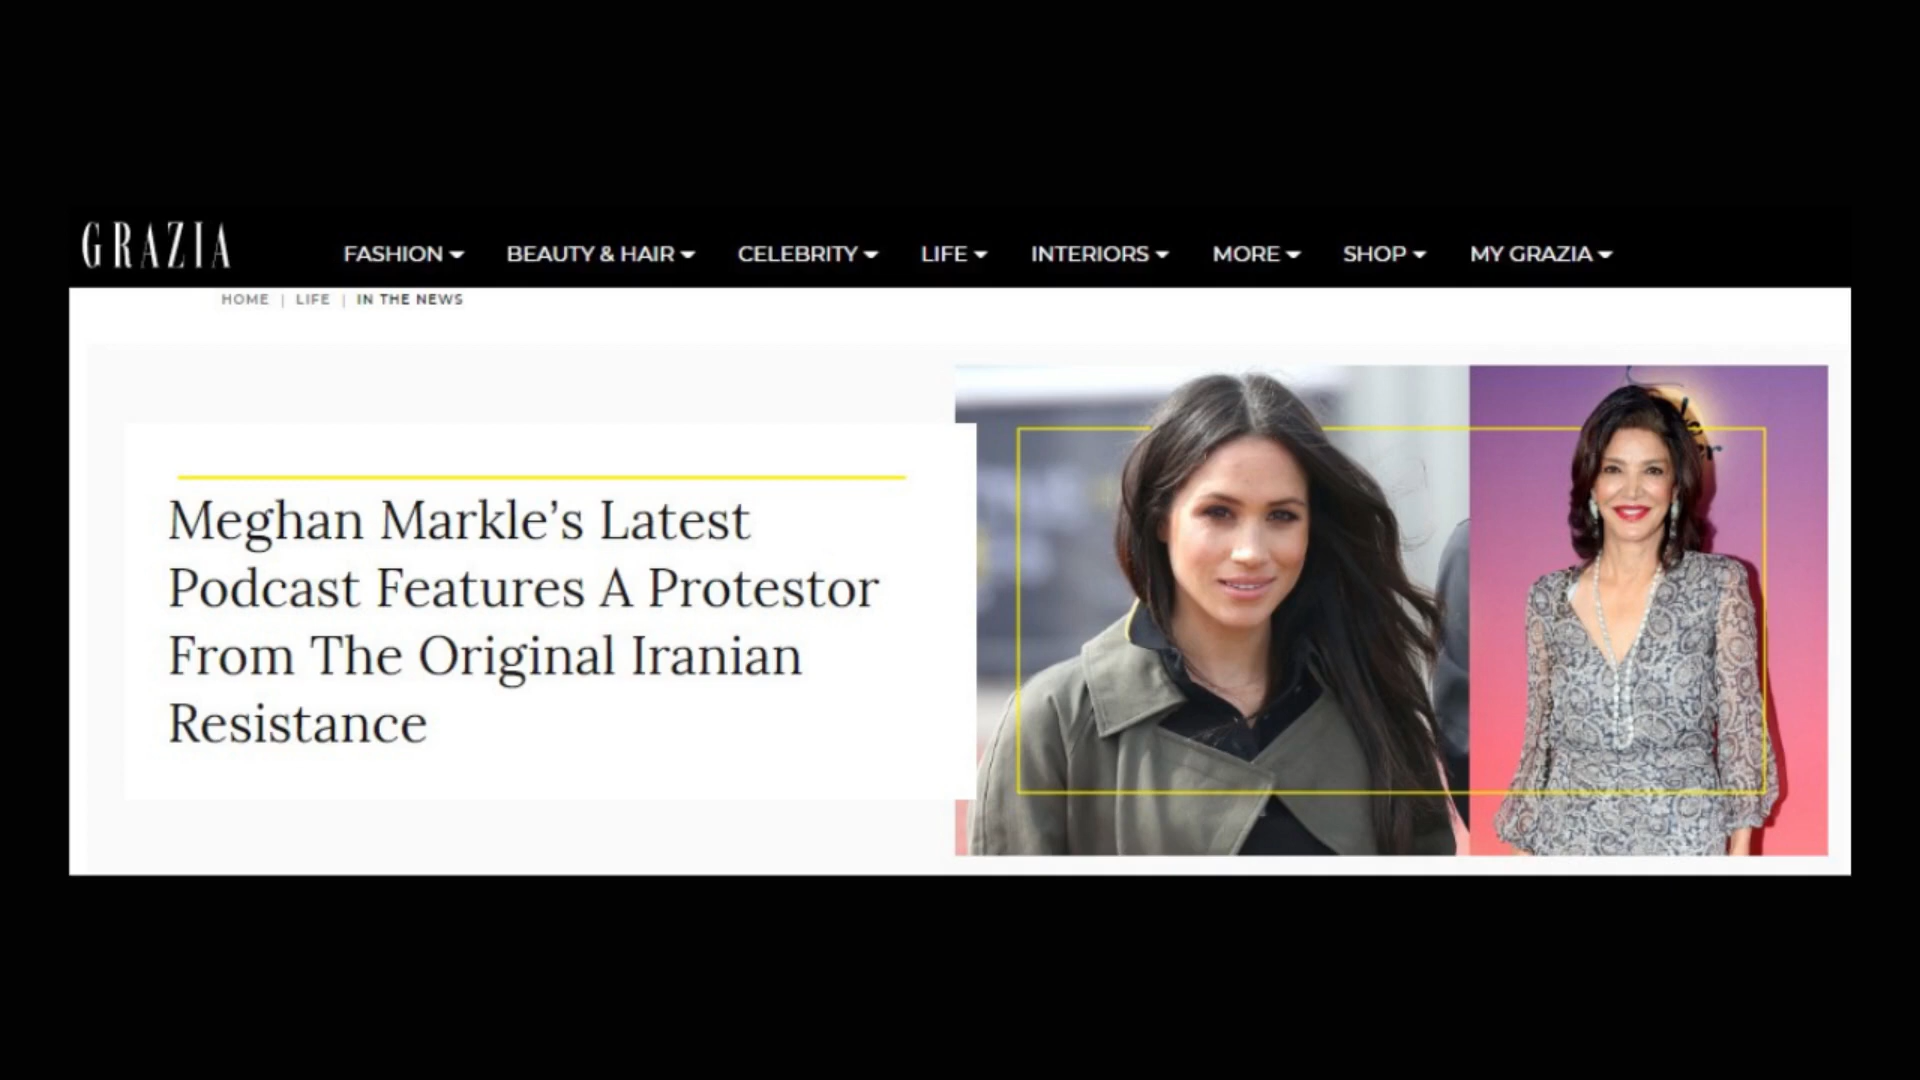 GRAZIA
FASHION BEAUTY & HAIR CELEBRITY LIFE INTERIORS MORE SHOP MY GRAZIA
HOME | LIFE | IN THE NEWS
Meghan Markle’s Latest
Podcast Features A Protestor
From The Original Iranian
Resistance